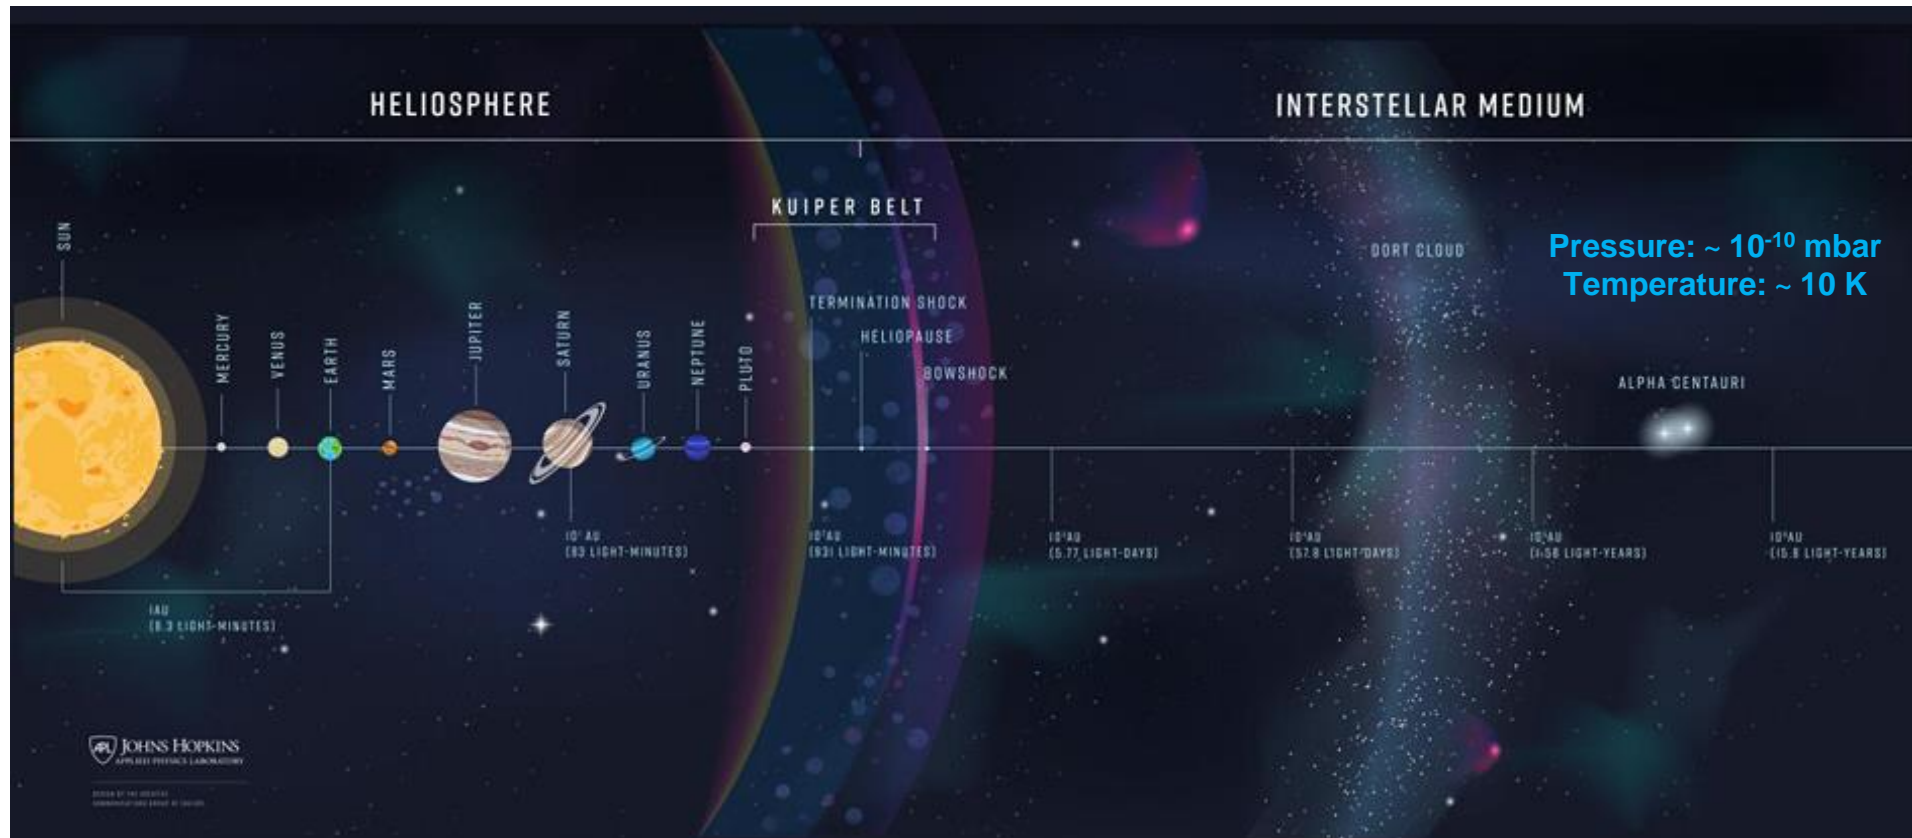 HELIOSPHERE
INTERSTELLAR MEDIUM
KUIPER BELT
SUN
MERCURY
VENUS
EARTH
MARS
JUPITER
SATURN
URANUS
NEPTUNE
PLUTO
TERMINATION SHOCK
HELIOPAUSE
BOWSHOCK
OORT CLOUD
Pressure: ~ 10⁻¹⁰ mbar
Temperature: ~ 10 K
ALPHA CENTAURI
1AU
(8.3 LIGHT-MINUTES)
10¹ AU
(83 LIGHT-MINUTES)
(831 LIGHT-MINUTES)
(5.77 LIGHT-DAYS)
(57.8 LIGHT-DAYS)
(1.58 LIGHT-YEARS)
(15.8 LIGHT-YEARS)
APL JOHNS HOPKINS
APPLIED PHYSICS LABORATORY